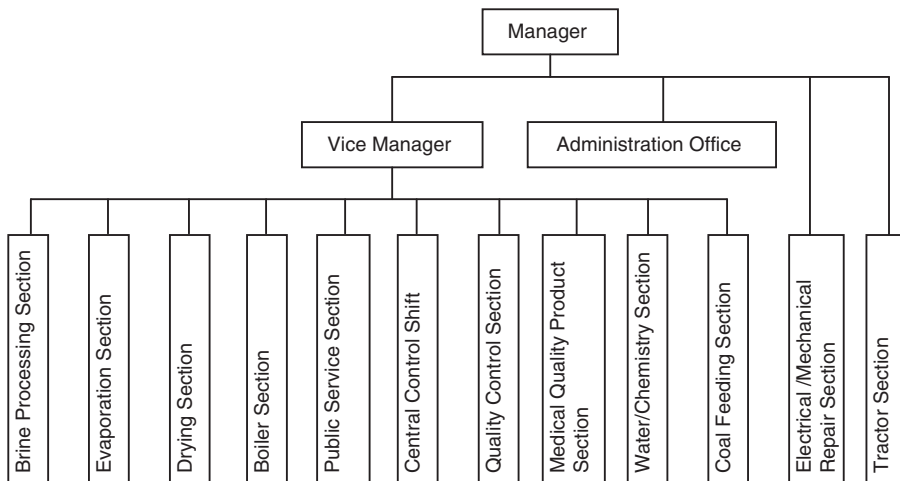 Manager
Vice Manager
Administration Office
Brine Processing Section
Evaporation Section
Drying Section
Boiler Section
Public Service Section
Central Control Shift
Quality Control Section
Medical Quality Product
Section
Water/Chemistry Section
Coal Feeding Section
Electrical /Mechanical
Repair Section
Tractor Section